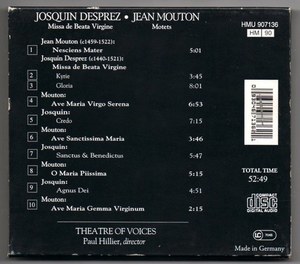 JOSQUIN DESPREZ • JEAN MOUTON
Missa de Beata Virgine Motets
HMU 907136
HM 90
Jean Mouton (c1459-1522):
1 Nesciens Mater 5:01
Josquin Desprez (c1440-1521):
Missa de Beata Virgine
2 Kyrie 3:45
3 Gloria 8:01
Mouton:
4 Ave Maria Virgo Serena 6:53
Josquin:
5 Credo 7:15
Mouton:
6 Ave Sanctissima Maria 3:46
Josquin:
7 Sanctus & Benedictus 5:47
Mouton:
8 O Maria Piissima 5:15
Josquin:
9 Agnus Dei 4:51
Mouton:
10 Ave Maria Gemma Virginum 2:15
TOTAL TIME
52:49
COMPACT
disc
DIGITAL AUDIO
THEATRE OF VOICES
Paul Hillier, director
LC
Made in Germany